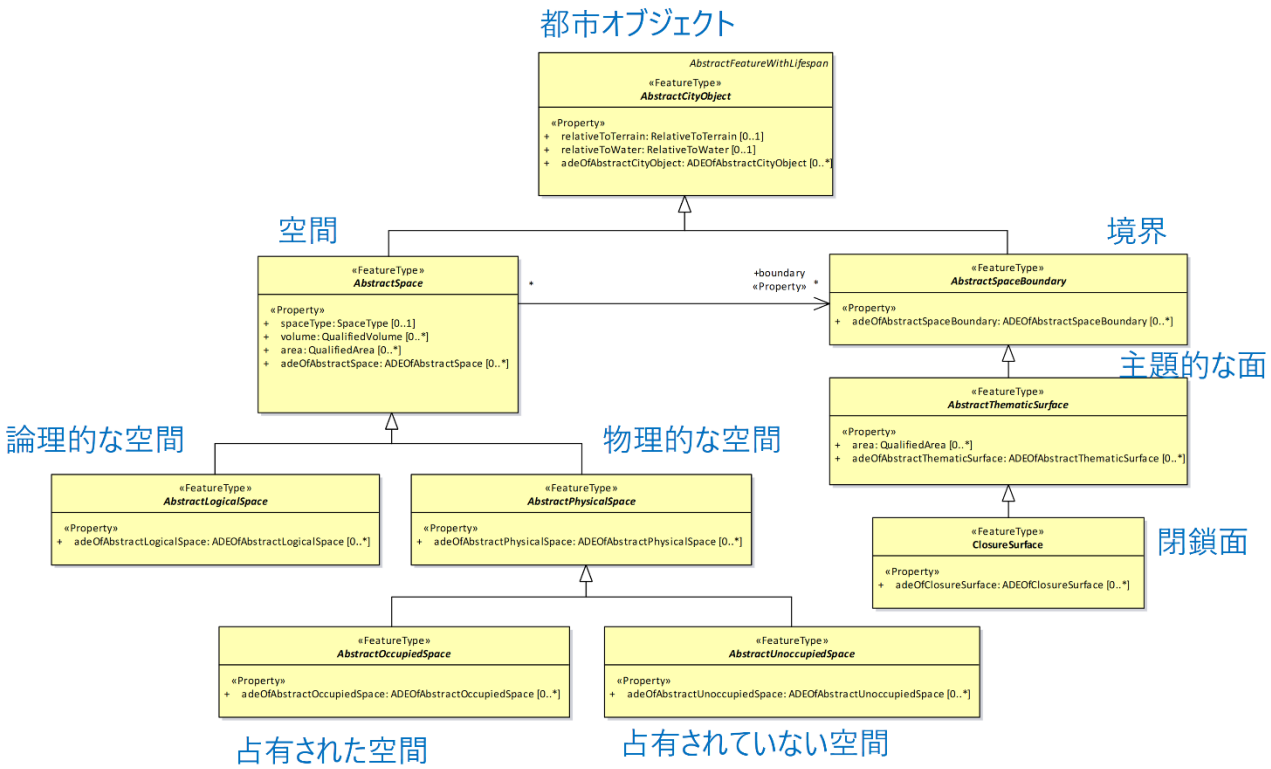 都市オブジェクト
AbstractFeatureWithLifespan
«FeatureType»
AbstractCityObject
«Property»
+ relativeToTerrain: RelativeToTerrain [0..1]
+ relativeToWater: RelativeToWater [0..1]
+ adeOfAbstractCityObject: ADEOfAbstractCityObject [0..*]
空間
«FeatureType»
AbstractSpace
«Property»
+ spaceType: SpaceType [0..1]
+ volume: QualifiedVolume [0..*]
+ area: QualifiedArea [0..*]
+ adeOfAbstractSpace: ADEOfAbstractSpace [0..*]
*
+boundary
«Property» *
境界
«FeatureType»
AbstractSpaceBoundary
«Property»
+ adeOfAbstractSpaceBoundary: ADEOfAbstractSpaceBoundary [0..*]
主題的な面
«FeatureType»
AbstractThematicSurface
«Property»
+ area: QualifiedArea [0..*]
+ adeOfAbstractThematicSurface: ADEOfAbstractThematicSurface [0..*]
論理的な空間
«FeatureType»
AbstractLogicalSpace
«Property»
+ adeOfAbstractLogicalSpace: ADEOfAbstractLogicalSpace [0..*]
物理的な空間
«FeatureType»
AbstractPhysicalSpace
«Property»
+ adeOfAbstractPhysicalSpace: ADEOfAbstractPhysicalSpace [0..*]
«FeatureType»
ClosureSurface
«Property»
+ adeOfClosureSurface: ADEOfClosureSurface [0..*]
閉鎖面
«FeatureType»
AbstractOccupiedSpace
«Property»
+ adeOfAbstractOccupiedSpace: ADEOfAbstractOccupiedSpace [0..*]
占有された空間
«FeatureType»
AbstractUnoccupiedSpace
«Property»
+ adeOfAbstractUnoccupiedSpace: ADEOfAbstractUnoccupiedSpace [0..*]
占有されていない空間